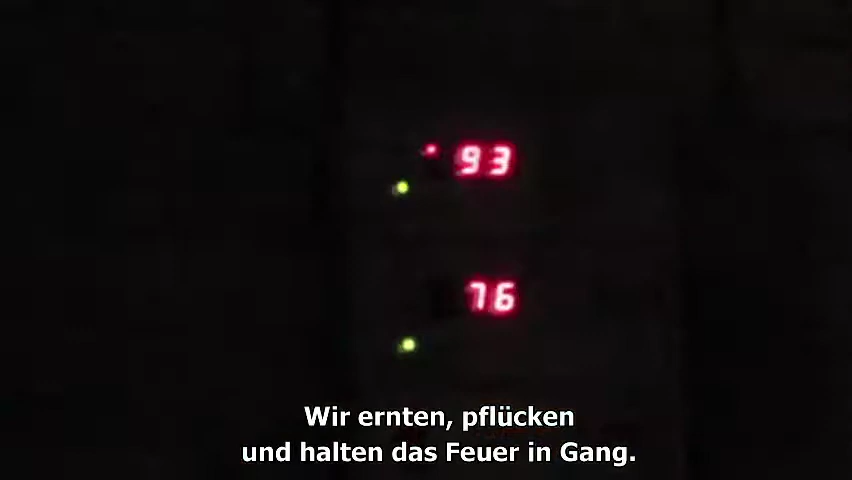 93
76
Wir ernten, pflücken
und halten das Feuer in Gang.